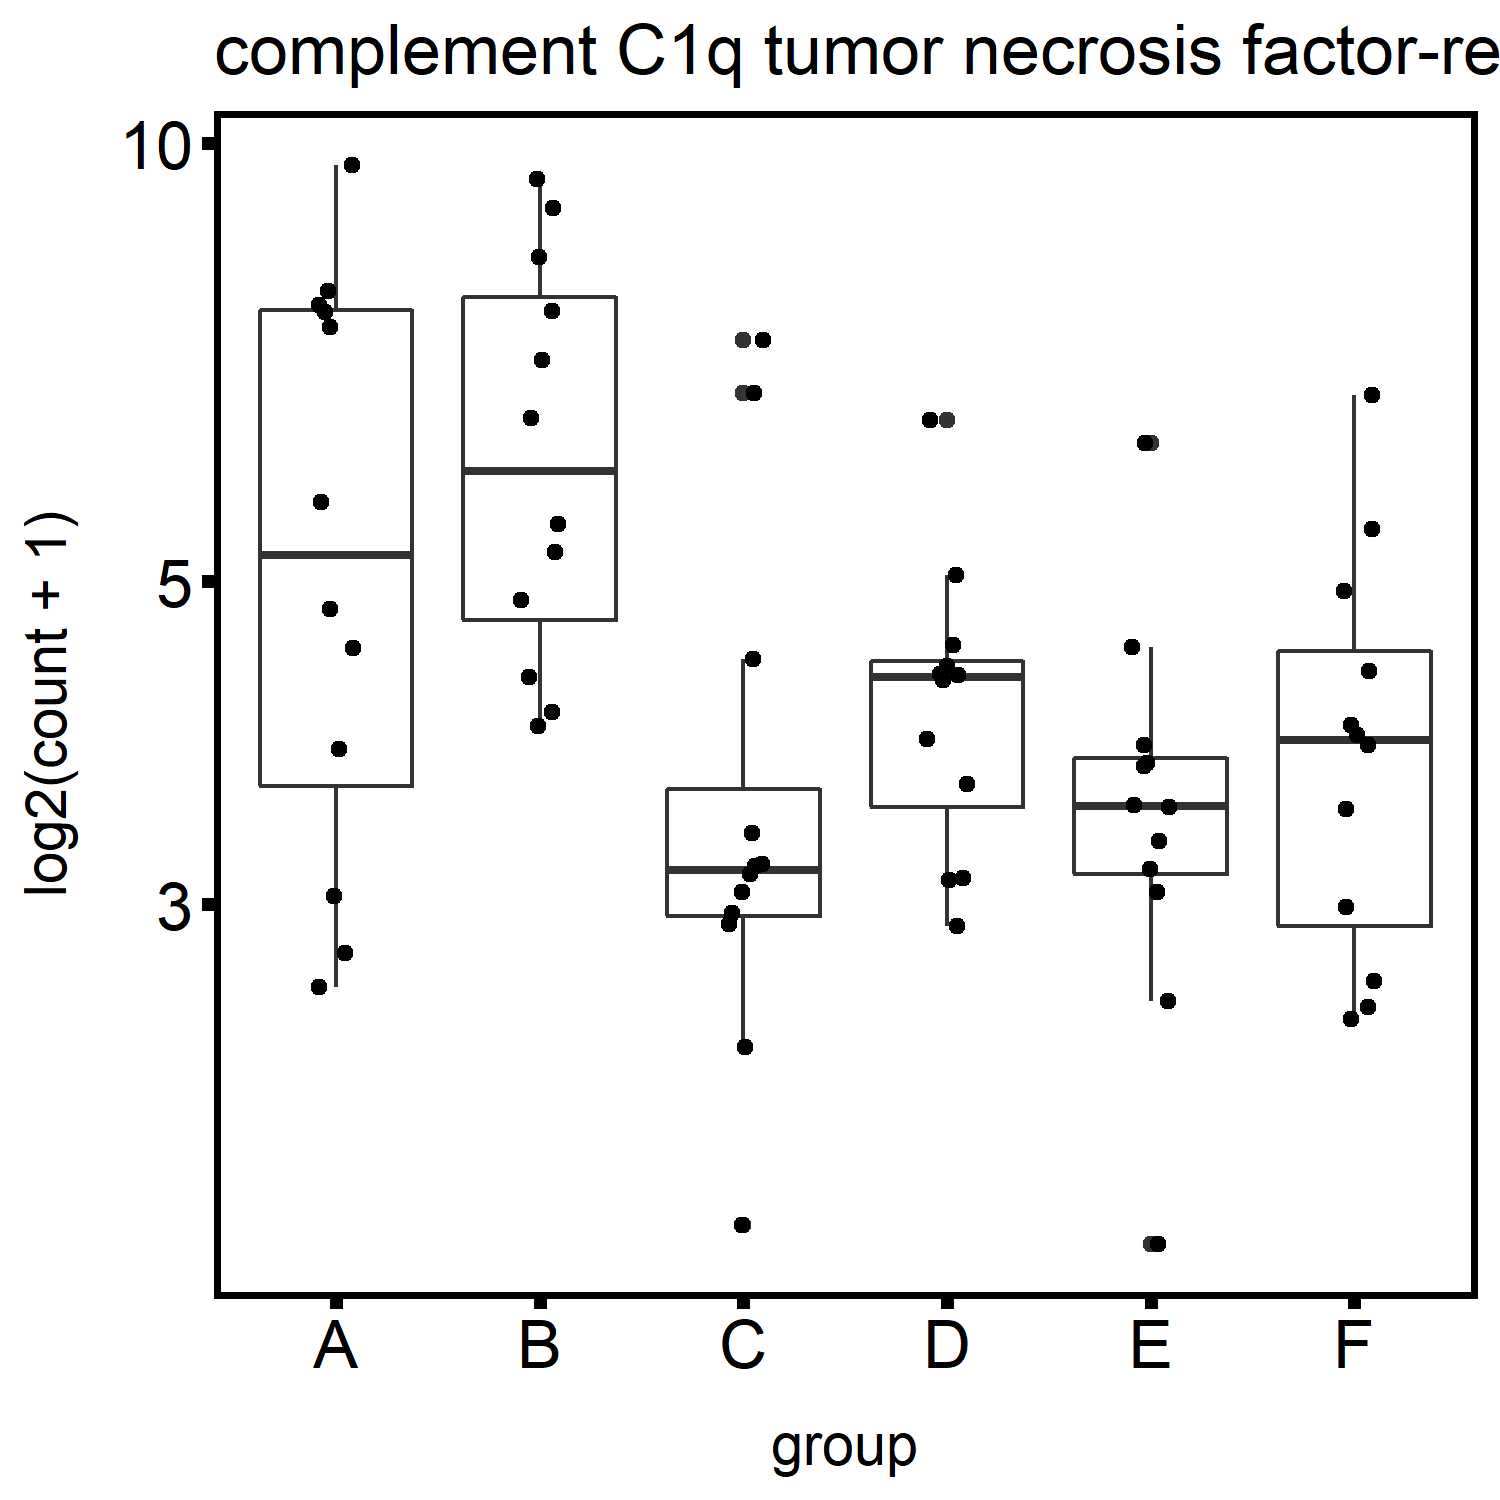 complement C1q tumor necrosis factor-re
log2(count + 1)
10
5
3
A B C D E F
group